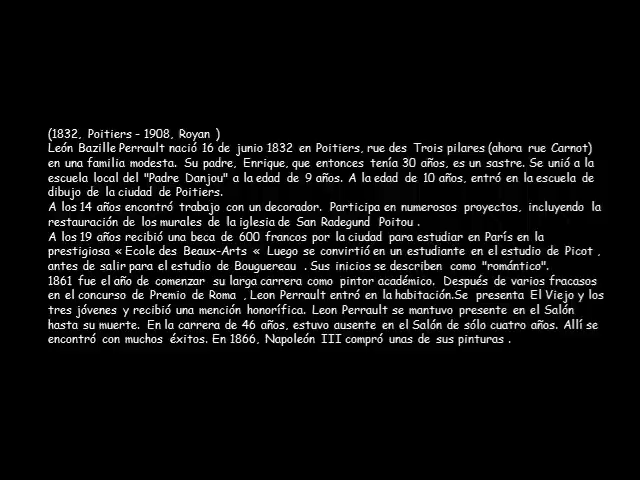 (1832, Poitiers - 1908, Royan )
León Bazille Perrault nació 16 de junio 1832 en Poitiers, rue des Trois pilares (ahora rue Carnot)
en una familia modesta. Su padre, Enrique, que entonces tenía 30 años, es un sastre. Se unió a la
escuela local del "Padre Danjou" a la edad de 9 años. A la edad de 10 años, entró en la escuela de
dibujo de la ciudad de Poitiers.
A los 14 años encontró trabajo con un decorador. Participa en numerosos proyectos, incluyendo la
restauración de los murales de la iglesia de San Radegund Poitou .
A los 19 años recibió una beca de 600 francos por la ciudad para estudiar en París en la
prestigiosa « Ecole des Beaux-Arts « Luego se convirtió en un estudiante en el estudio de Picot ,
antes de salir para el estudio de Bouguereau . Sus inicios se describen como "romántico".
1861 fue el año de comenzar su larga carrera como pintor académico. Después de varios fracasos
en el concurso de Premio de Roma , Leon Perrault entró en la habitación.Se presenta El Viejo y los
tres jóvenes y recibió una mención honorífica. Leon Perrault se mantuvo presente en el Salón
hasta su muerte. En la carrera de 46 años, estuvo ausente en el Salón de sólo cuatro años. Allí se
encontró con muchos éxitos. En 1866, Napoleón III compró unas de sus pinturas .